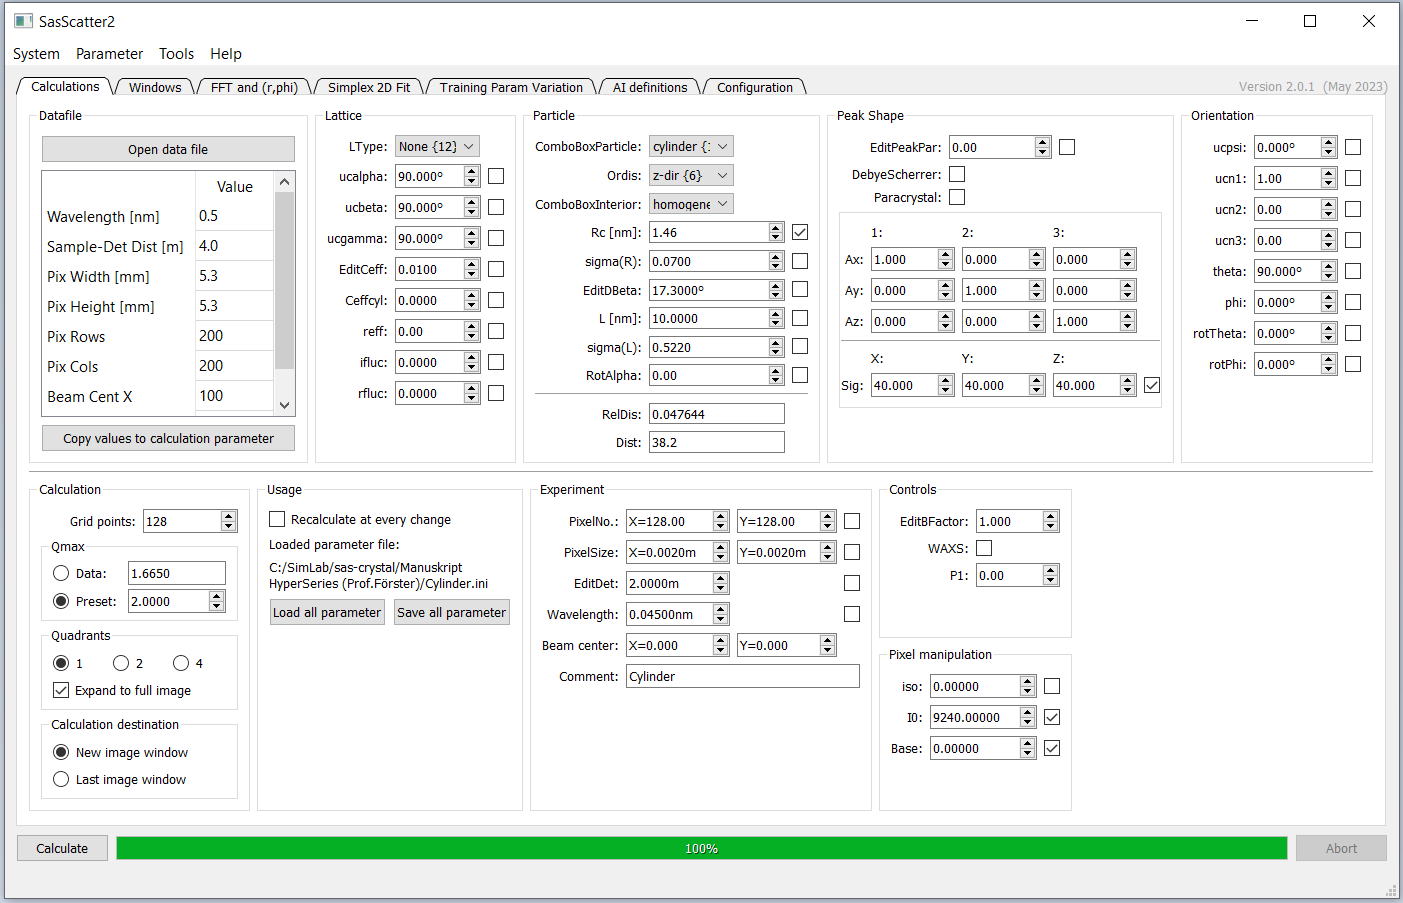 SasScatter2
System Parameter Tools Help
Calculations Windows FFT and (r,phi) Simplex 2D Fit Training Param Variation AI definitions Configuration Version 2.0.1 (May 2023)
Datafile
Open data file
Value
Wavelength [nm] 0.5
Sample-Det Dist [m] 4.0
Pix Width [mm] 5.3
Pix Height [mm] 5.3
Pix Rows 200
Pix Cols 200
Beam Cent X 100
Copy values to calculation parameter
Lattice
LType: None {12}
ucalpha: 90.000°
ucbeta: 90.000°
ucgamma: 90.000°
EditCeff: 0.0100
Ceffcyl: 0.0000
reff: 0.00
ifluc: 0.0000
rfluc: 0.0000
Particle
ComboBoxParticle: cylinder {
Ordis: z-dir {6}
ComboBoxInterior: homogene
Rc [nm]: 1.46
sigma(R): 0.0700
EditDBeta: 17.3000°
L [nm]: 10.0000
sigma(L): 0.5220
RotAlpha: 0.00
RelDis: 0.047644
Dist: 38.2
Peak Shape
EditPeakPar: 0.00
DebyeScherrer:
Paracrystal:
1: 2: 3:
Ax: 1.000 0.000 0.000
Ay: 0.000 1.000 0.000
Az: 0.000 0.000 1.000
X: Y: Z:
Sig: 40.000 40.000 40.000
Orientation
ucpsi: 0.000°
ucn1: 1.00
ucn2: 0.00
ucn3: 0.00
theta: 90.000°
phi: 0.000°
rotTheta: 0.000°
rotPhi: 0.000°
Calculation
Grid points: 128
Qmax
Data: 1.6650
Preset: 2.0000
Quadrants
1 2 4
Expand to full image
Calculation destination
New image window
Last image window
Usage
Recalculate at every change
Loaded parameter file:
C:/SimLab/sas-crystal/Manuskript
HyperSeries (Prof.Förster)/Cylinder.ini
Load all parameter Save all parameter
Experiment
PixelNo.: X=128.00 Y=128.00
PixelSize: X=0.0020m Y=0.0020m
EditDet: 2.0000m
Wavelength: 0.04500nm
Beam center: X=0.000 Y=0.000
Comment: Cylinder
Controls
EditBFactor: 1.000
WAXS:
P1: 0.00
Pixel manipulation
iso: 0.00000
I0: 9240.00000
Base: 0.00000
Calculate 100% Abort